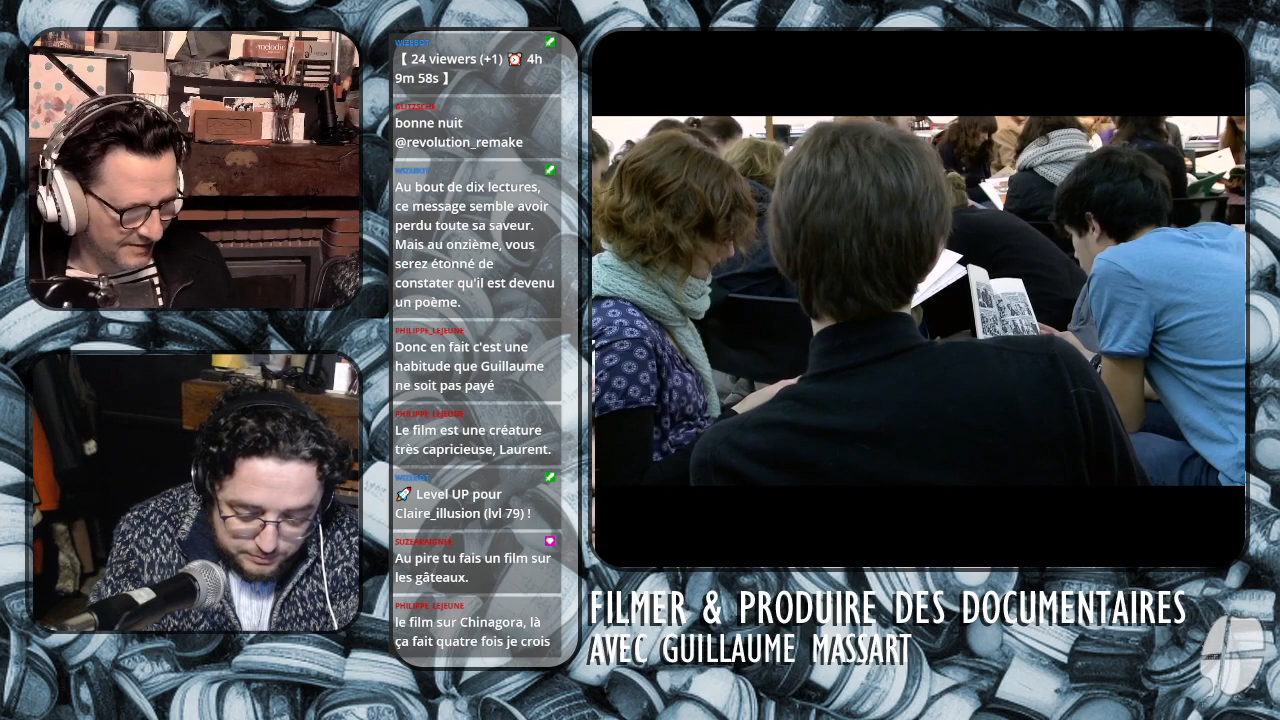 WIZEBOT
【 24 viewers (+1) ⏰ 4h
9m 58s 】
bonne nuit
@revolution_remake
WIZEBOT
Au bout de dix lectures,
ce message semble avoir
perdu toute sa saveur.
Mais au onzième, vous
serez étonné de
constater qu'il est devenu
un poème.
PHILIPPE_LEJEUNE
Donc en fait c'est une
habitude que Guillaume
ne soit pas payé
PHILIPPE_LEJEUNE
Le film est une créature
très capricieuse, Laurent.
WIZEBOT
🚀 Level UP pour
Claire_illusion (lvl 79) !
Au pire tu fais un film sur
les gâteaux.
PHILIPPE_LEJEUNE
le film sur Chinagora, là
ça fait quatre fois je crois
FILMER & PRODUIRE DES DOCUMENTAIRES
AVEC GUILLAUME MASSART